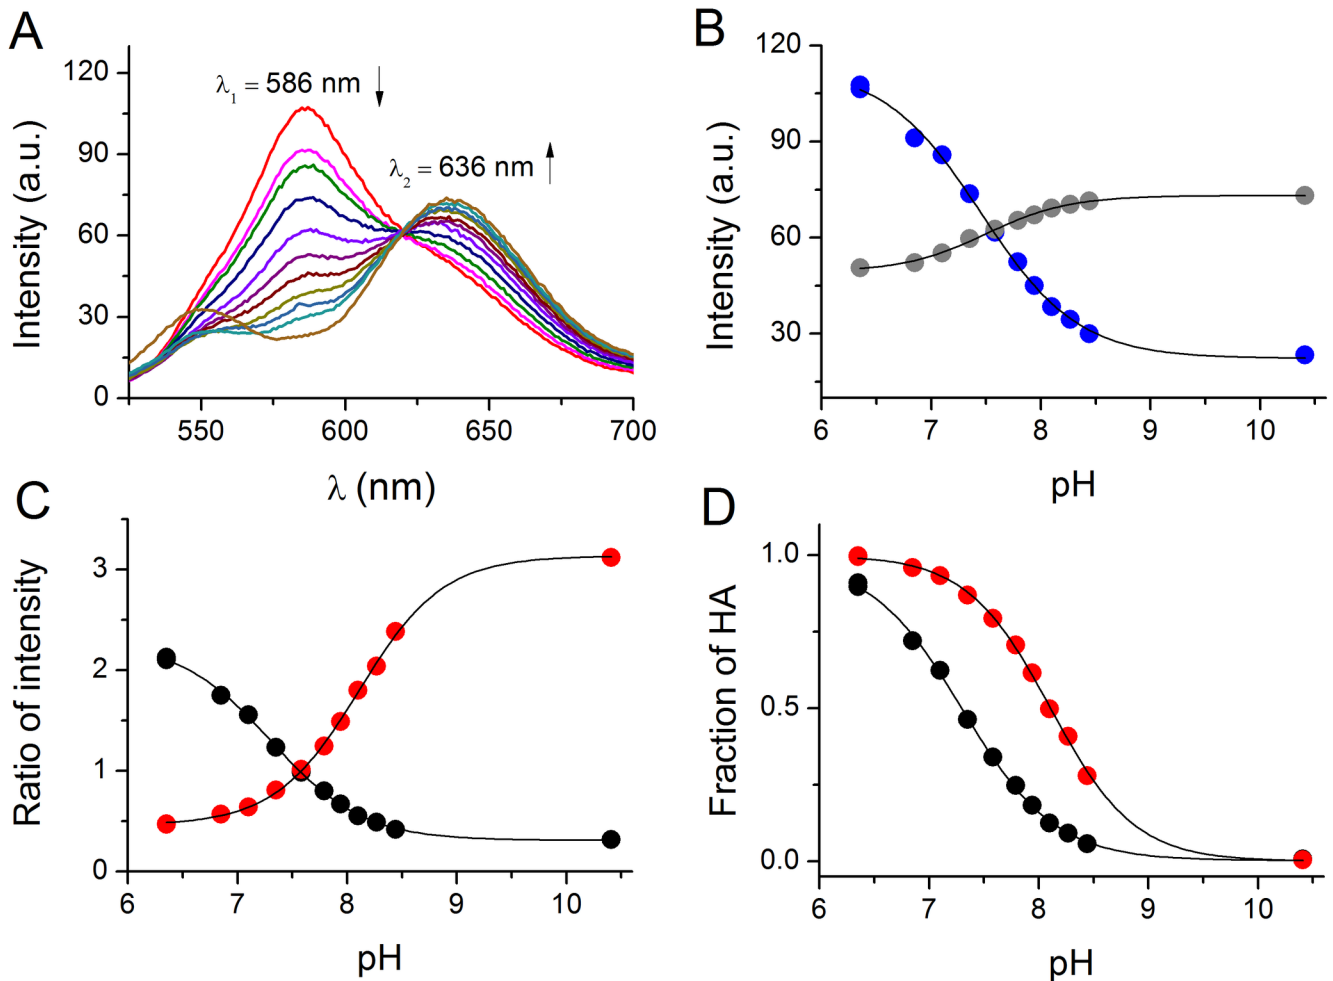 A
λ₁ = 586 nm ↓
λ₂ = 636 nm ↑
Intensity (a.u.)
120
90
60
30
0
550 600 650 700
λ (nm)
B
Intensity (a.u.)
120
90
60
30
6 7 8 9 10
pH
C
Ratio of intensity
3
2
1
0
6 7 8 9 10
pH
D
Fraction of HA
1.0
0.5
0.0
6 7 8 9 10
pH